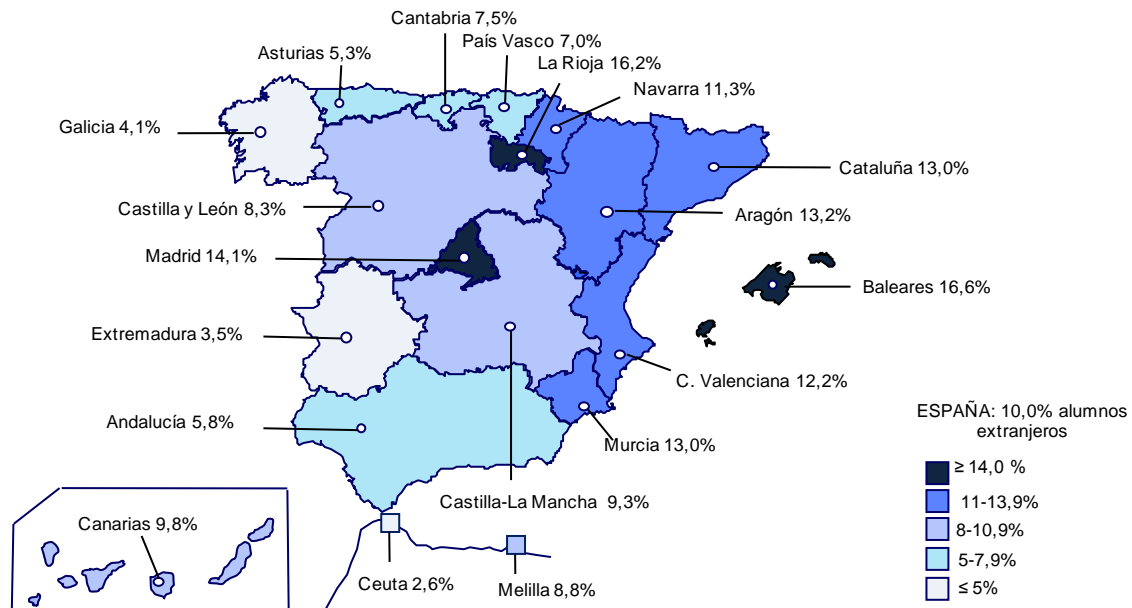 Cantabria 7,5%
País Vasco 7,0%
Asturias 5,3%
La Rioja 16,2%
Navarra 11,3%
Galicia 4,1%
Cataluña 13,0%
Castilla y León 8,3%
Aragón 13,2%
Madrid 14,1%
Baleares 16,6%
Extremadura 3,5%
C. Valenciana 12,2%
Andalucía 5,8%
Murcia 13,0%
Castilla-La Mancha 9,3%
Canarias 9,8%
Ceuta 2,6%
Melilla 8,8%
ESPAÑA: 10,0% alumnos
extranjeros
≥ 14,0 %
11-13,9%
8-10,9%
5-7,9%
≤ 5%